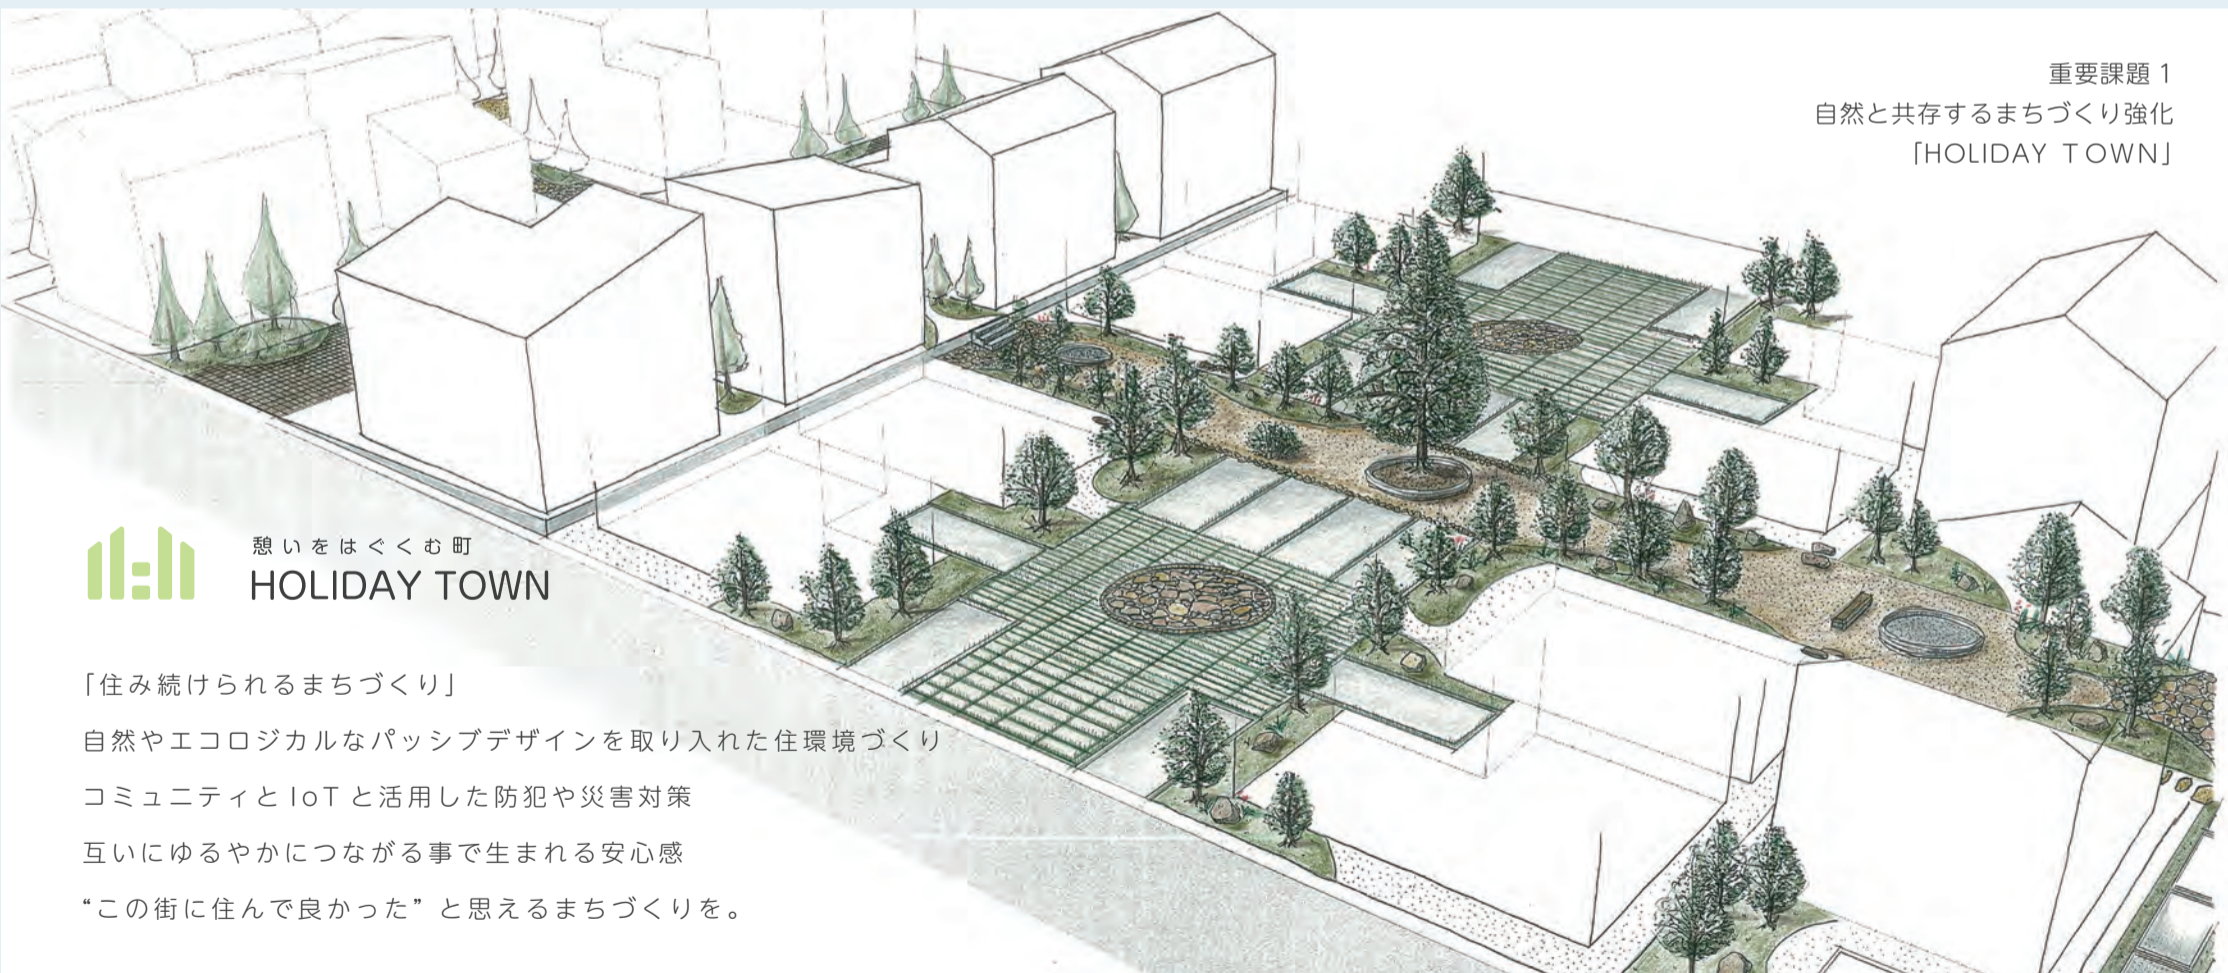 重要課題 1
自然と共存するまちづくり強化
「HOLIDAY TOWN」
憩いをはぐくむ町
HOLIDAY TOWN
「住み続けられるまちづくり」
自然やエコロジカルなパッシブデザインを取り入れた住環境づくり
コミュニティと IoT と活用した防犯や災害対策
互いにゆるやかにつながる事で生まれる安心感
“この街に住んで良かった” と思えるまちづくりを。